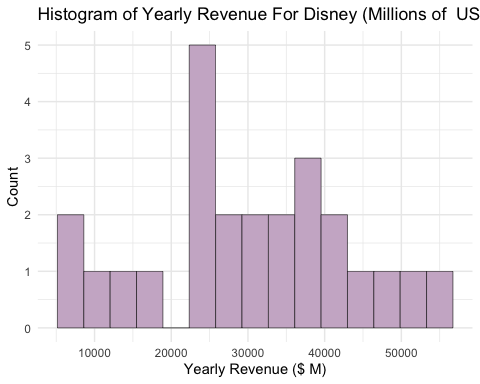 Histogram of Yearly Revenue For Disney (Millions of  US
5
4
3
2
1
0
Count
10000 20000 30000 40000 50000
Yearly Revenue ($ M)